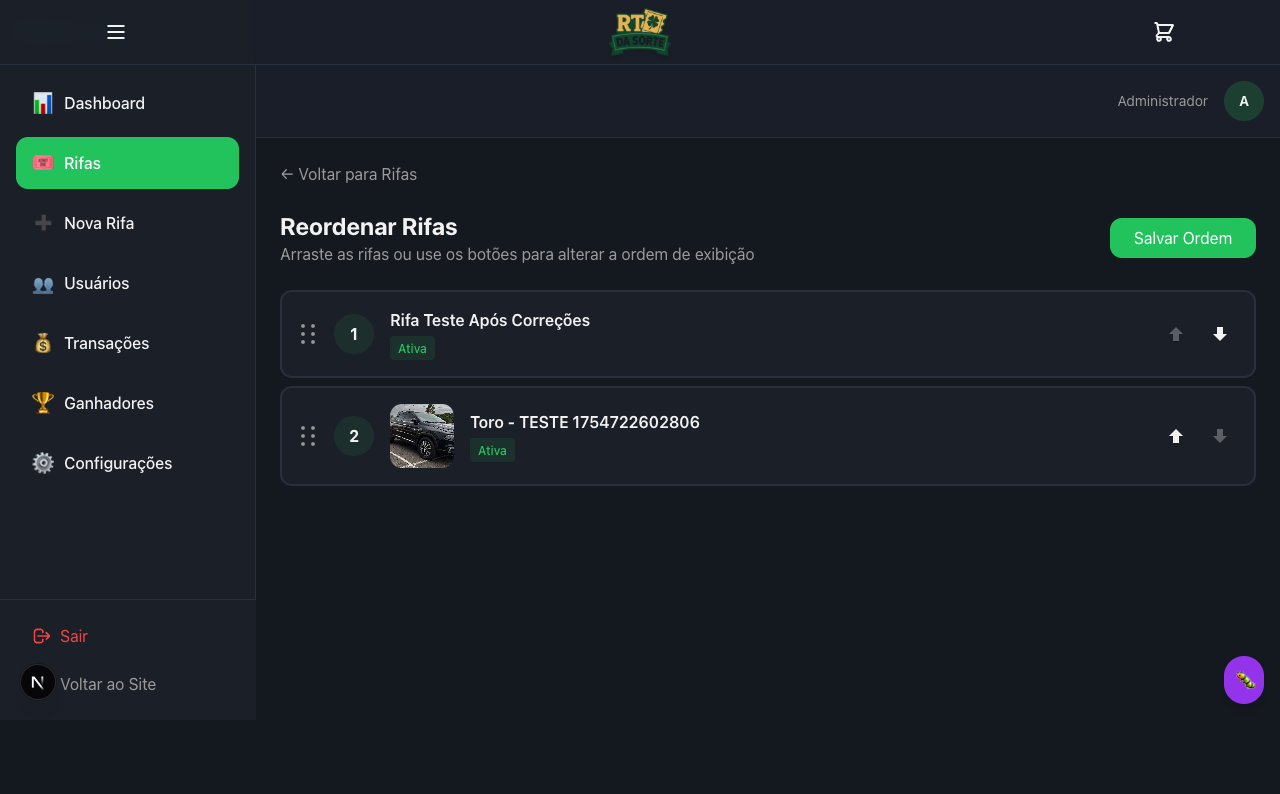 RT
DA SORTE
Dashboard
Rifas
Nova Rifa
Usuários
Transações
Ganhadores
Configurações
Sair
N
Voltar ao Site
Administrador
A
← Voltar para Rifas
Reordenar Rifas
Arraste as rifas ou use os botões para alterar a ordem de exibição
Salvar Ordem
1
Rifa Teste Após Correções
Ativa
2
Toro - TESTE 1754722602806
Ativa